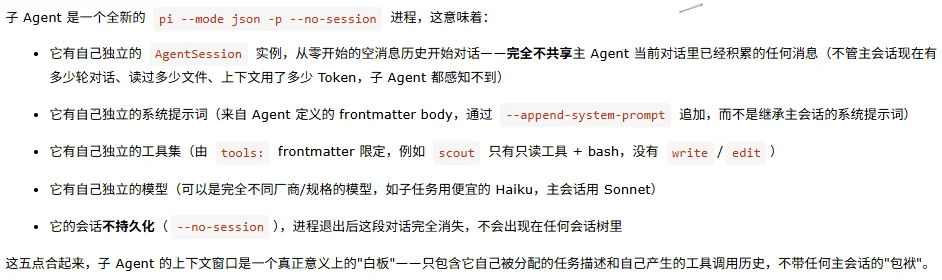 子 Agent 是一个全新的 pi --mode json -p --no-session 进程，这意味着：
• 它有自己独立的 AgentSession 实例，从零开始的空消息历史开始对话——完全不共享主 Agent 当前对话里已经积累的任何消息（不管主会话现在有
多少轮对话、读过多少文件、上下文用了多少 Token，子 Agent 都感知不到）
• 它有自己独立的系统提示词（来自 Agent 定义的 frontmatter body，通过 --append-system-prompt 追加，而不是继承主会话的系统提示词）
• 它有自己独立的工具集（由 tools: frontmatter 限定，例如 scout 只有只读工具 + bash，没有 write / edit ）
• 它有自己独立的模型（可以是完全不同厂商/规格的模型，如子任务用便宜的 Haiku，主会话用 Sonnet）
• 它的会话不持久化（ --no-session ），进程退出后这段对话完全消失，不会出现在任何会话树里
这五点合起来，子 Agent 的上下文窗口是一个真正意义上的"白板"——只包含它自己被分配的任务描述和自己产生的工具调用历史，不带任何主会话的"包袱"。